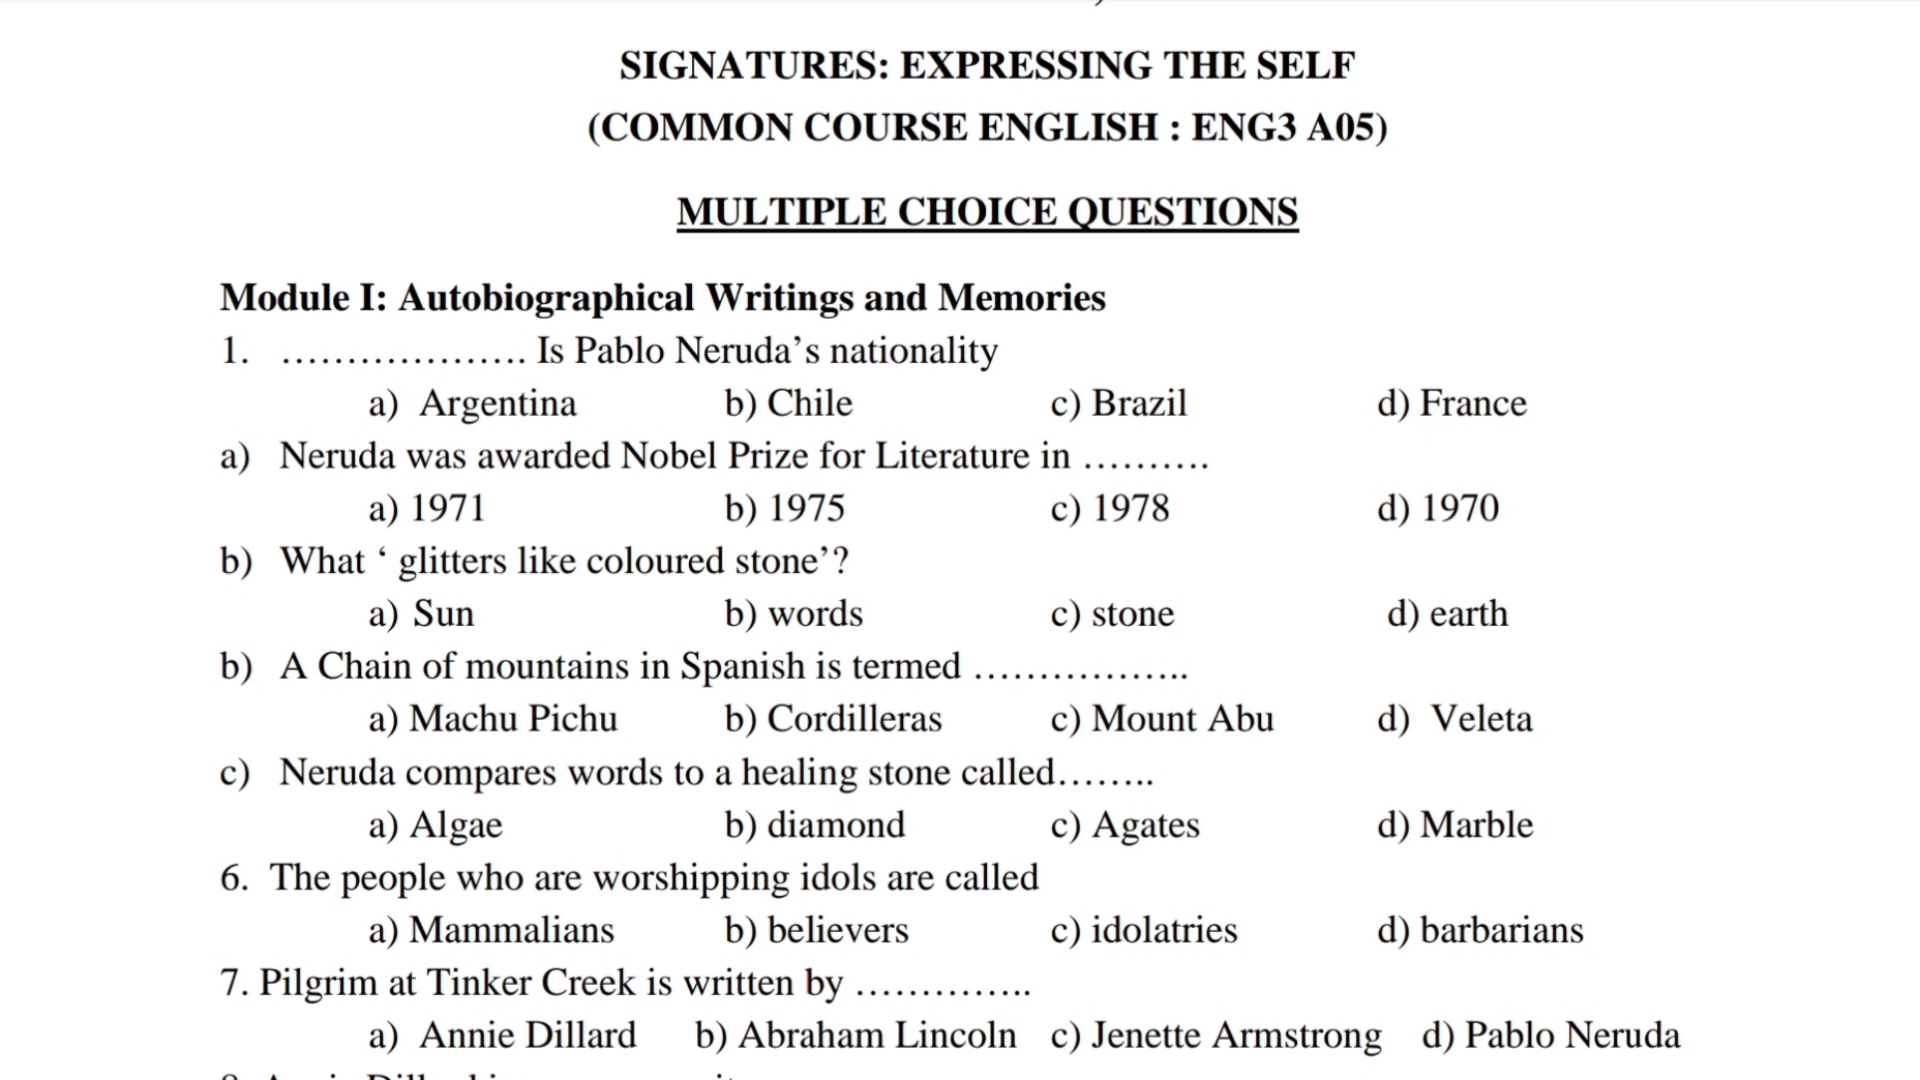 SIGNATURES: EXPRESSING THE SELF
(COMMON COURSE ENGLISH : ENG3 A05)
MULTIPLE CHOICE QUESTIONS
Module I: Autobiographical Writings and Memories
1. ………………. Is Pablo Neruda’s nationality
a) Argentina b) Chile c) Brazil d) France
a) Neruda was awarded Nobel Prize for Literature in ……….
a) 1971 b) 1975 c) 1978 d) 1970
b) What ‘ glitters like coloured stone’?
a) Sun b) words c) stone d) earth
b) A Chain of mountains in Spanish is termed ……………..
a) Machu Pichu b) Cordilleras c) Mount Abu d) Veleta
c) Neruda compares words to a healing stone called……..
a) Algae b) diamond c) Agates d) Marble
6. The people who are worshipping idols are called
a) Mammalians b) believers c) idolatries d) barbarians
7. Pilgrim at Tinker Creek is written by …………..
a) Annie Dillard b) Abraham Lincoln c) Jenette Armstrong d) Pablo Neruda